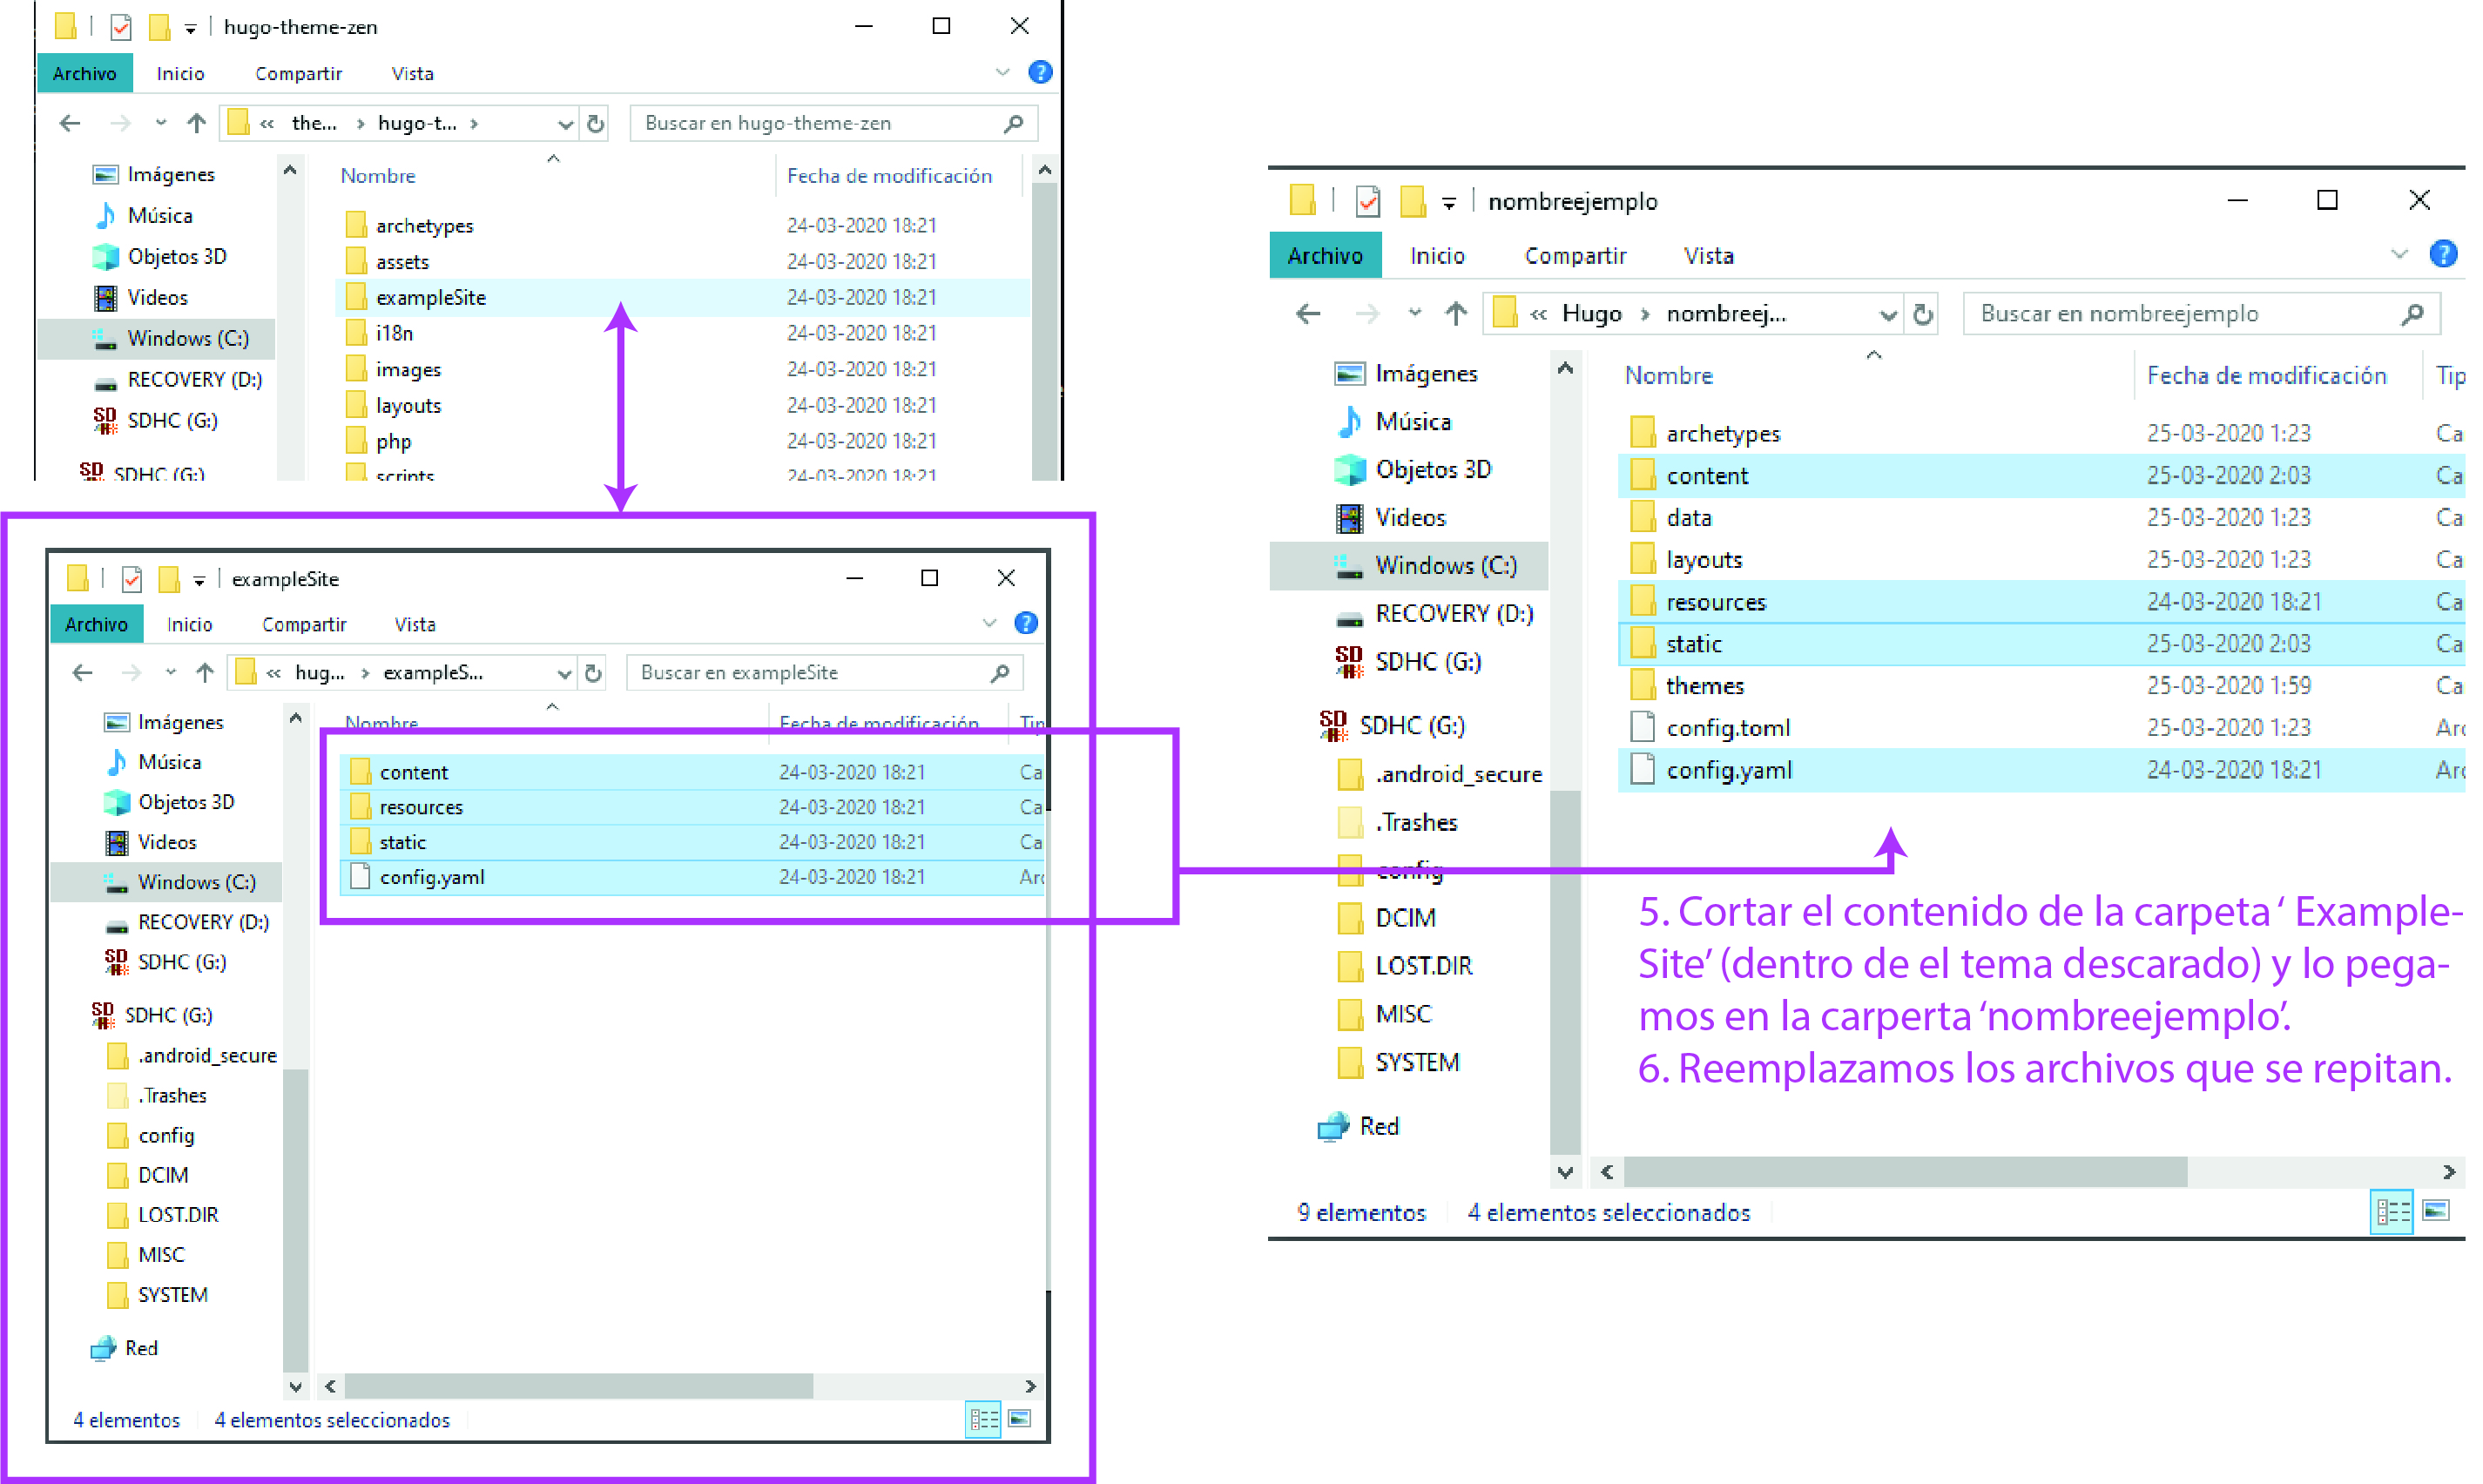 hugo-theme-zen
Archivo Inicio Compartir Vista
« the... › hugo-t... › Buscar en hugo-theme-zen
Imágenes
Música
Objetos 3D
Videos
Windows (C:)
RECOVERY (D:)
SDHC (G:)
SDHC (G:)
Nombre Fecha de modificación
archetypes 24-03-2020 18:21
assets 24-03-2020 18:21
exampleSite 24-03-2020 18:21
i18n 24-03-2020 18:21
images 24-03-2020 18:21
layouts 24-03-2020 18:21
php 24-03-2020 18:21
scripts 24-03-2020 18:21
exampleSite
Archivo Inicio Compartir Vista
« hug... › exampleS... Buscar en exampleSite
Imágenes
Música
Objetos 3D
Videos
Windows (C:)
RECOVERY (D:)
SDHC (G:)
SDHC (G:)
.android_secure
.Trashes
config
DCIM
LOST.DIR
MISC
SYSTEM
Red
Nombre Fecha de modificación Tip
content 24-03-2020 18:21 Ca
resources 24-03-2020 18:21 Ca
static 24-03-2020 18:21 Ca
config.yaml 24-03-2020 18:21 Arc
4 elementos 4 elementos seleccionados
nombreejemplo
Archivo Inicio Compartir Vista
« Hugo › nombreej... Buscar en nombreejemplo
Imágenes
Música
Objetos 3D
Videos
Windows (C:)
RECOVERY (D:)
SDHC (G:)
SDHC (G:)
.android_secure
.Trashes
config
DCIM
LOST.DIR
MISC
SYSTEM
Red
Nombre Fecha de modificación Tip
archetypes 25-03-2020 1:23 Ca
content 25-03-2020 2:03 Ca
data 25-03-2020 1:23 Ca
layouts 25-03-2020 1:23 Ca
resources 24-03-2020 18:21 Ca
static 25-03-2020 2:03 Ca
themes 25-03-2020 1:59 Ca
config.toml 25-03-2020 1:23 Arc
config.yaml 24-03-2020 18:21 Arc
5. Cortar el contenido de la carpeta ‘ Example-
Site’ (dentro de el tema descarado) y lo pega-
mos en la carperta ‘nombreejemplo’.
6. Reemplazamos los archivos que se repitan.
9 elementos 4 elementos seleccionados